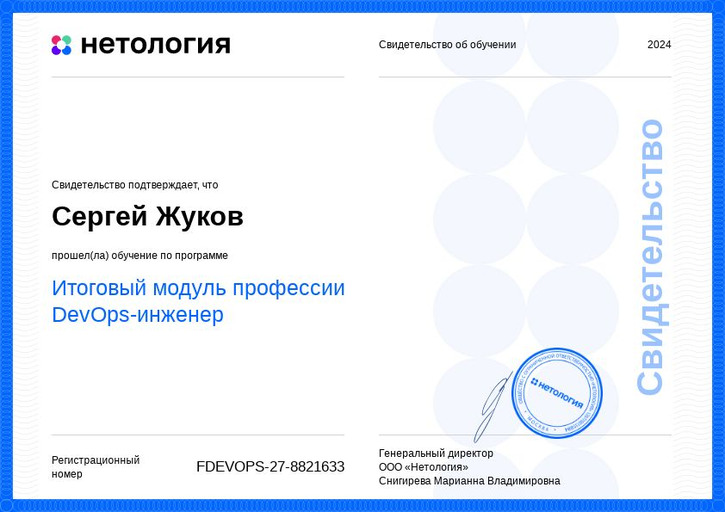 нетология
Свидетельство об обучении
2024
Свидетельство подтверждает, что
Сергей Жуков
прошел(ла) обучение по программе
Итоговый модуль профессии
DevOps-инженер
Свидетельство
нетология
МОСКВА
Регистрационный
номер
FDEVOPS-27-8821633
Генеральный директор
ООО «Нетология»
Снигирева Марианна Владимировна